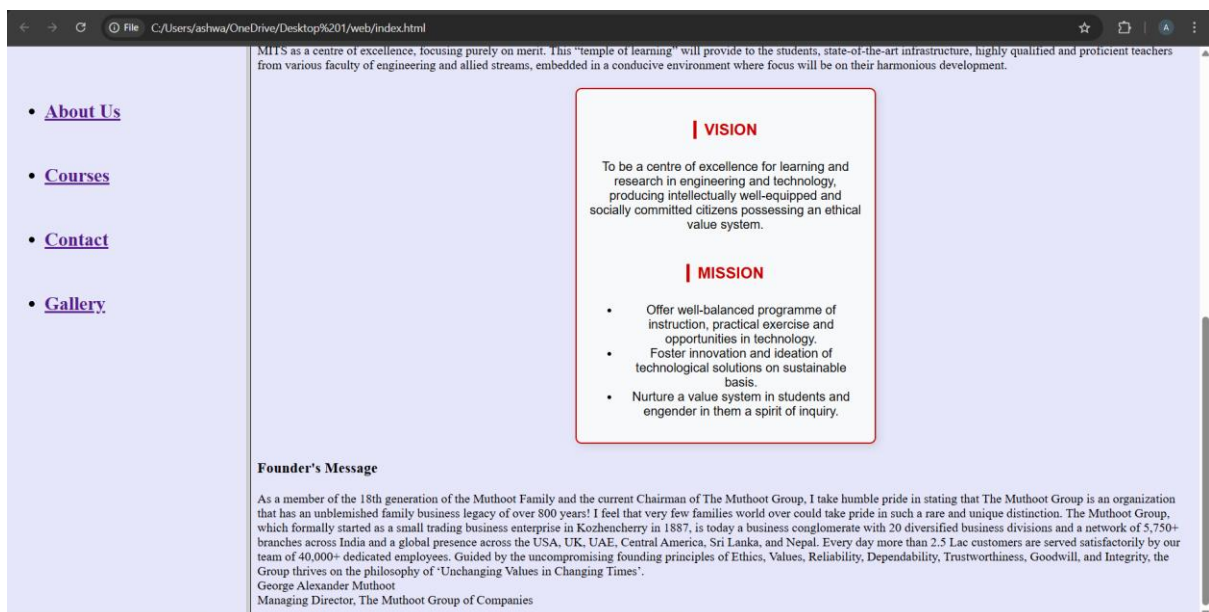 File C:/Users/ashwa/OneDrive/Desktop%201/web/index.html
A
About Us
Courses
Contact
Gallery
MITS as a centre of excellence, focusing purely on merit. This “temple of learning” will provide to the students, state-of-the-art infrastructure, highly qualified and proficient teachers
from various faculty of engineering and allied streams, embedded in a conducive environment where focus will be on their harmonious development.
VISION
To be a centre of excellence for learning and
research in engineering and technology,
producing intellectually well-equipped and
socially committed citizens possessing an ethical
value system.
MISSION
• Offer well-balanced programme of
instruction, practical exercise and
opportunities in technology.
• Foster innovation and ideation of
technological solutions on sustainable
basis.
• Nurture a value system in students and
engender in them a spirit of inquiry.
Founder's Message
As a member of the 18th generation of the Muthoot Family and the current Chairman of The Muthoot Group, I take humble pride in stating that The Muthoot Group is an organization
that has an unblemished family business legacy of over 800 years! I feel that very few families world over could take pride in such a rare and unique distinction. The Muthoot Group,
which formally started as a small trading business enterprise in Kozhencherry in 1887, is today a business conglomerate with 20 diversified business divisions and a network of 5,750+
branches across India and a global presence across the USA, UK, UAE, Central America, Sri Lanka, and Nepal. Every day more than 2.5 Lac customers are served satisfactorily by our
team of 40,000+ dedicated employees. Guided by the uncompromising founding principles of Ethics, Values, Reliability, Dependability, Trustworthiness, Goodwill, and Integrity, the
Group thrives on the philosophy of ‘Unchanging Values in Changing Times’.
George Alexander Muthoot
Managing Director, The Muthoot Group of Companies